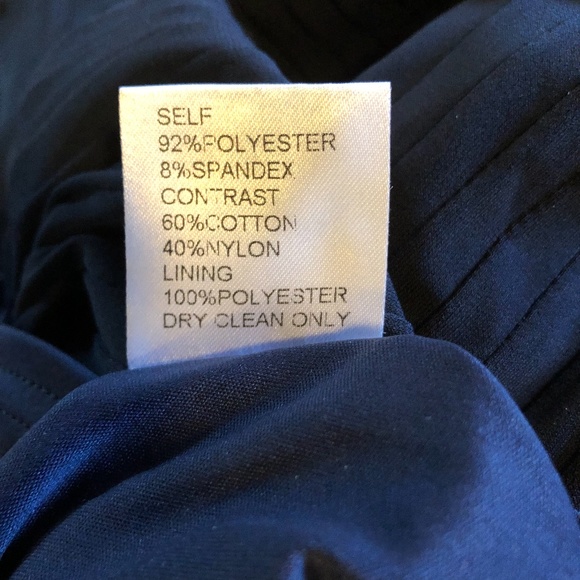 SELF
92%POLYESTER
8%SPANDEX
CONTRAST
60%COTTON
40%NYLON
LINING
100%POLYESTER
DRY CLEAN ONLY